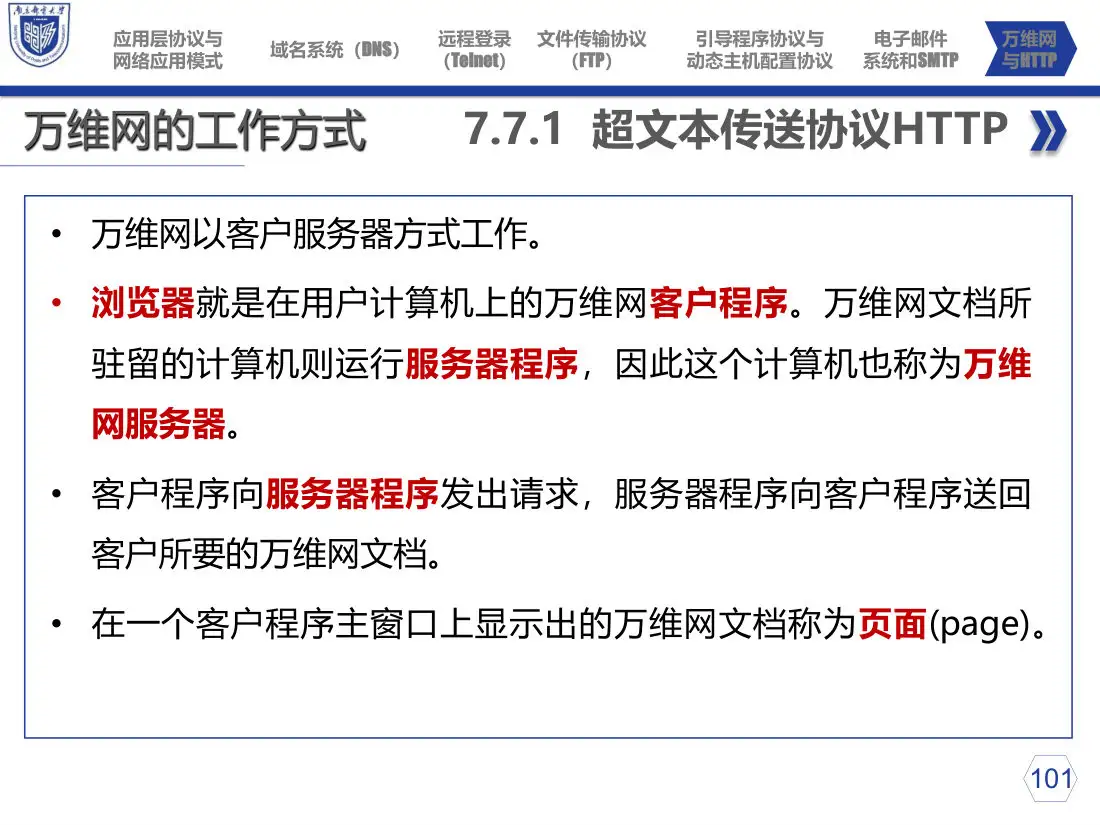 南京邮电大学
应用层协议与
网络应用模式
域名系统（DNS）
远程登录
（Telnet）
文件传输协议
（FTP）
引导程序协议与
动态主机配置协议
电子邮件
系统和SMTP
万维网
与HTTP
万维网的工作方式
7.7.1 超文本传送协议HTTP
• 万维网以客户服务器方式工作。
• 浏览器就是在用户计算机上的万维网客户程序。万维网文档所
驻留的计算机则运行服务器程序，因此这个计算机也称为万维
网服务器。
• 客户程序向服务器程序发出请求，服务器程序向客户程序送回
客户所要的万维网文档。
• 在一个客户程序主窗口上显示出的万维网文档称为页面(page)。
101